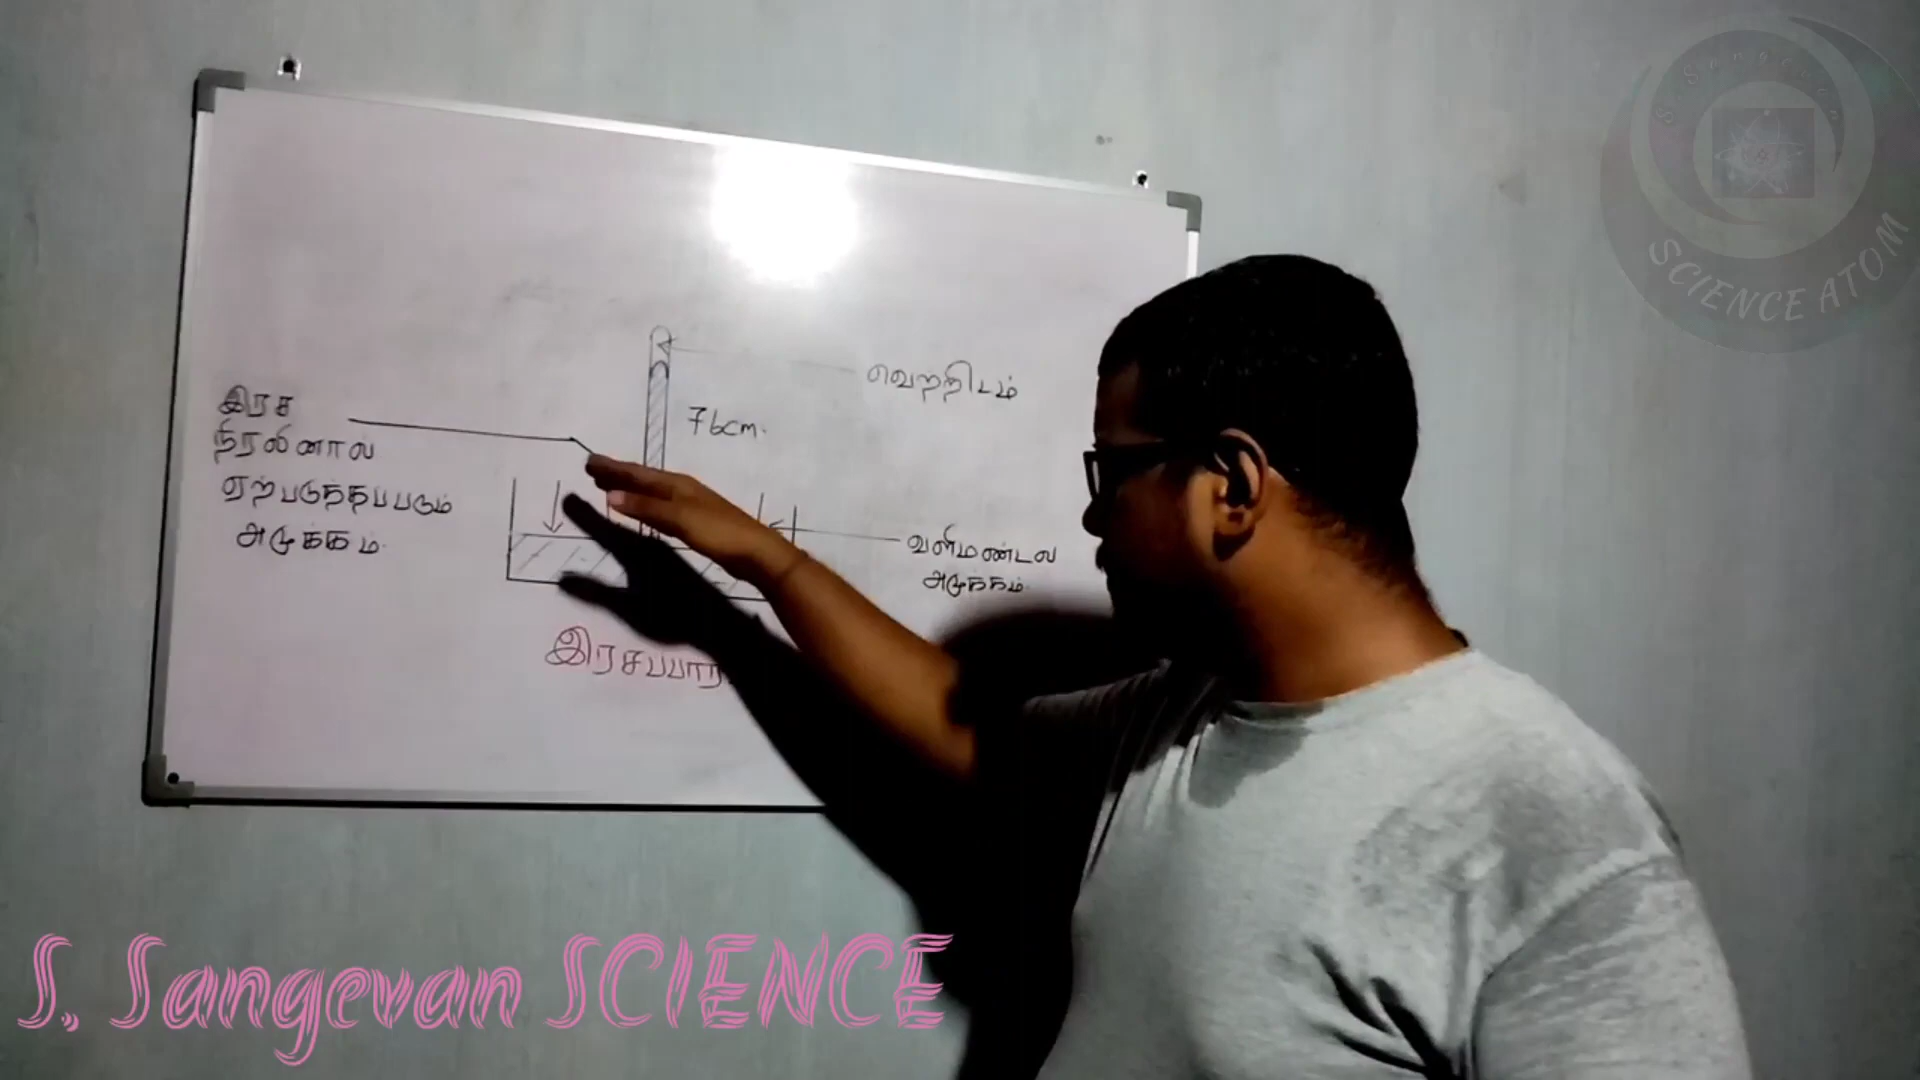 வெற்றிடம்
76cm.
இரச
நிரலினால்
ஏற்படுத்தப்படும்
அமுக்கம்.
வளிமண்டல
அமுக்கம்.
S. Sangevan SCIENCE
S. Sangevan
SCIENCE ATOM